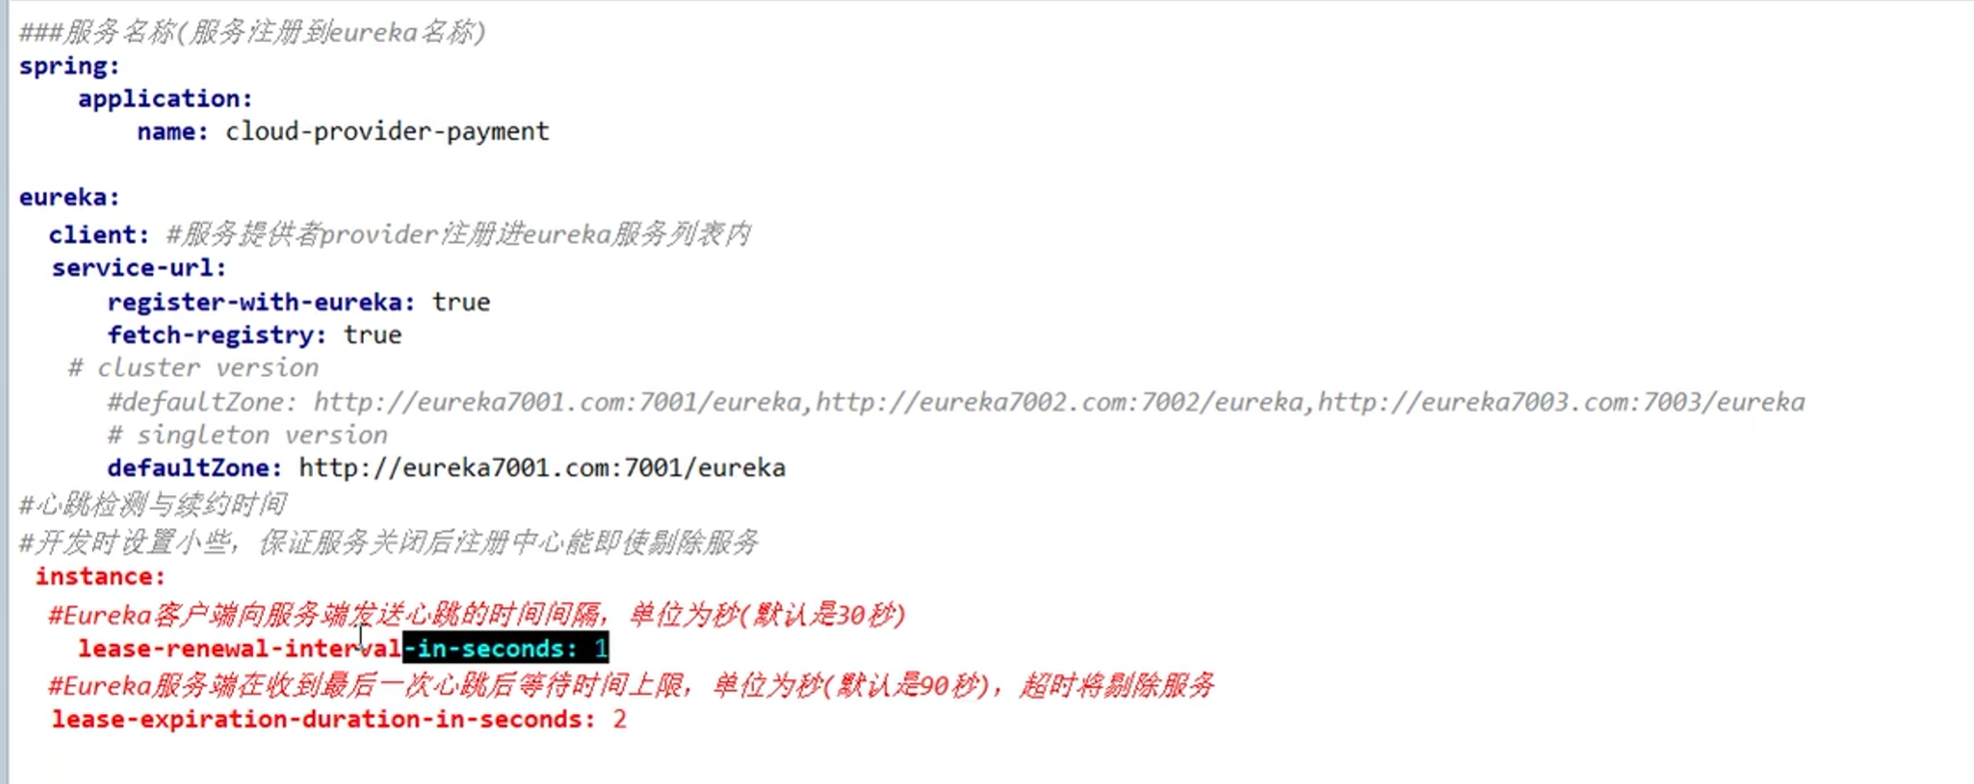 ###服务名称(服务注册到eureka名称)
spring:
application:
name: cloud-provider-payment
eureka:
client: #服务提供者provider注册进eureka服务列表内
service-url:
register-with-eureka: true
fetch-registry: true
# cluster version
#defaultZone: http://eureka7001.com:7001/eureka,http://eureka7002.com:7002/eureka,http://eureka7003.com:7003/eureka
# singleton version
defaultZone: http://eureka7001.com:7001/eureka
#心跳检测与续约时间
#开发时设置小些，保证服务关闭后注册中心能即使剔除服务
instance:
#Eureka客户端向服务端发送心跳的时间间隔，单位为秒(默认是30秒)
lease-renewal-interval-in-seconds: 1
#Eureka服务端在收到最后一次心跳后等待时间上限，单位为秒(默认是90秒)，超时将剔除服务
lease-expiration-duration-in-seconds: 2